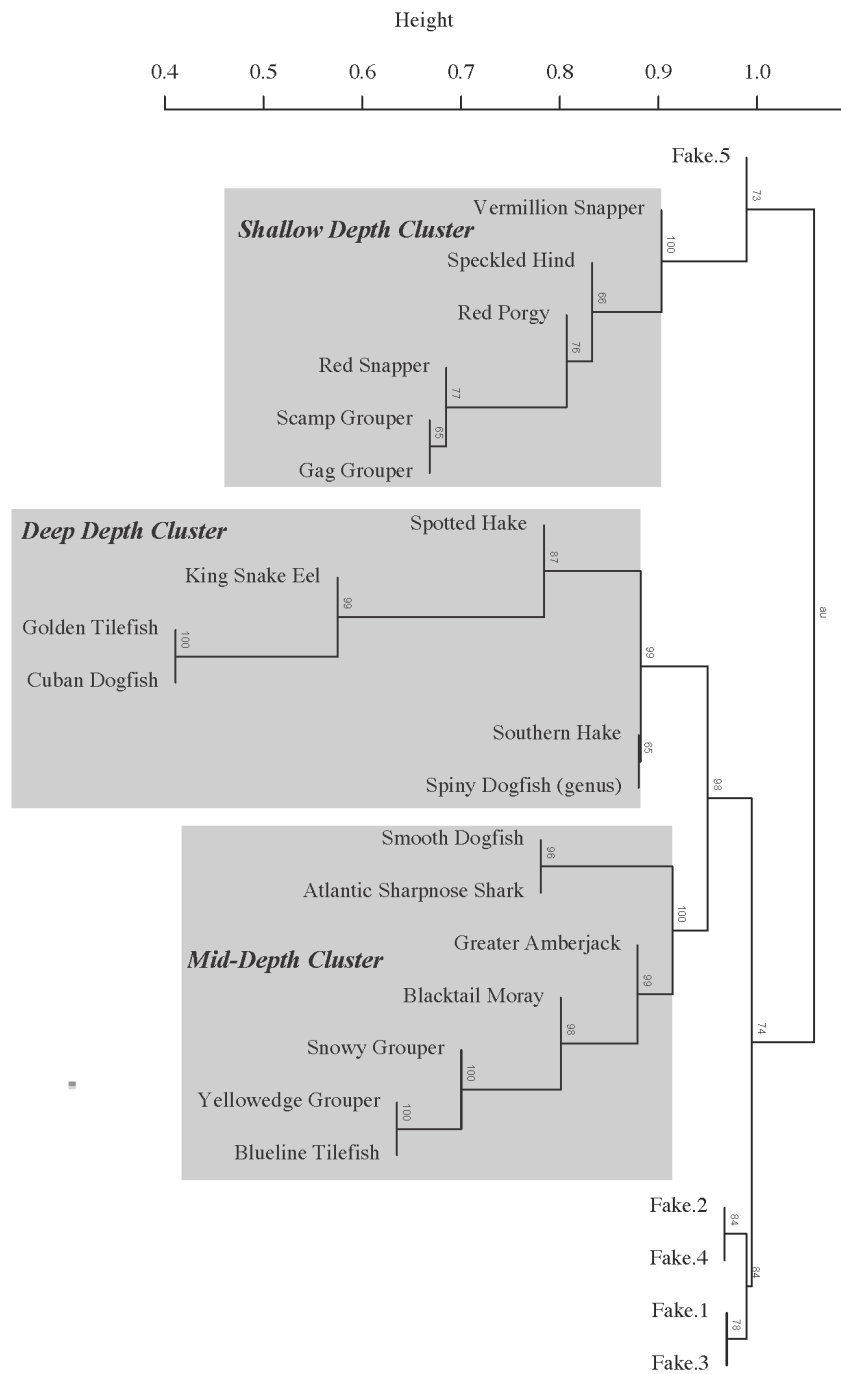 Height
0.4 0.5 0.6 0.7 0.8 0.9 1.0
Fake.5
73
Vermillion Snapper
Shallow Depth Cluster
100
Speckled Hind
66
Red Porgy
76
Red Snapper
77
Scamp Grouper
65
Gag Grouper
Spotted Hake
Deep Depth Cluster
87
King Snake Eel
99
au
Golden Tilefish
100
99
Cuban Dogfish
Southern Hake
65
Spiny Dogfish (genus)
98
Smooth Dogfish
96
Atlantic Sharpnose Shark
100
Greater Amberjack
Mid-Depth Cluster
99
Blacktail Moray
98
74
Snowy Grouper
100
Yellowedge Grouper
100
Blueline Tilefish
Fake.2
84
Fake.4
84
Fake.1
78
Fake.3